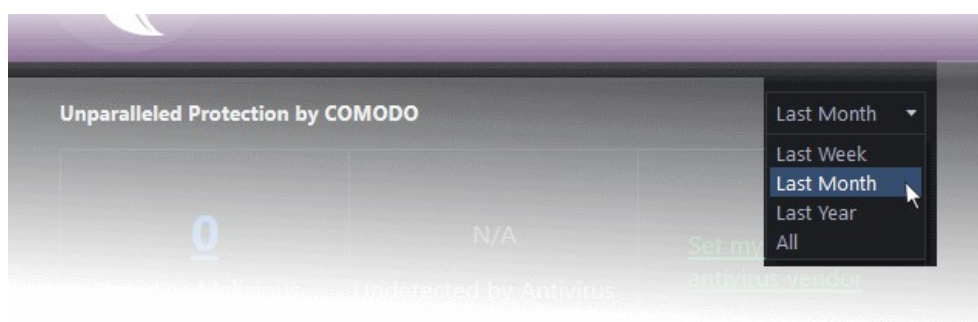 Unparalleled Protection by COMODO
Last Month
Last Week
Last Month
Last Year
All
0
N/A
Set my
antivirus vendor
Malicious
Undetected by Antivirus